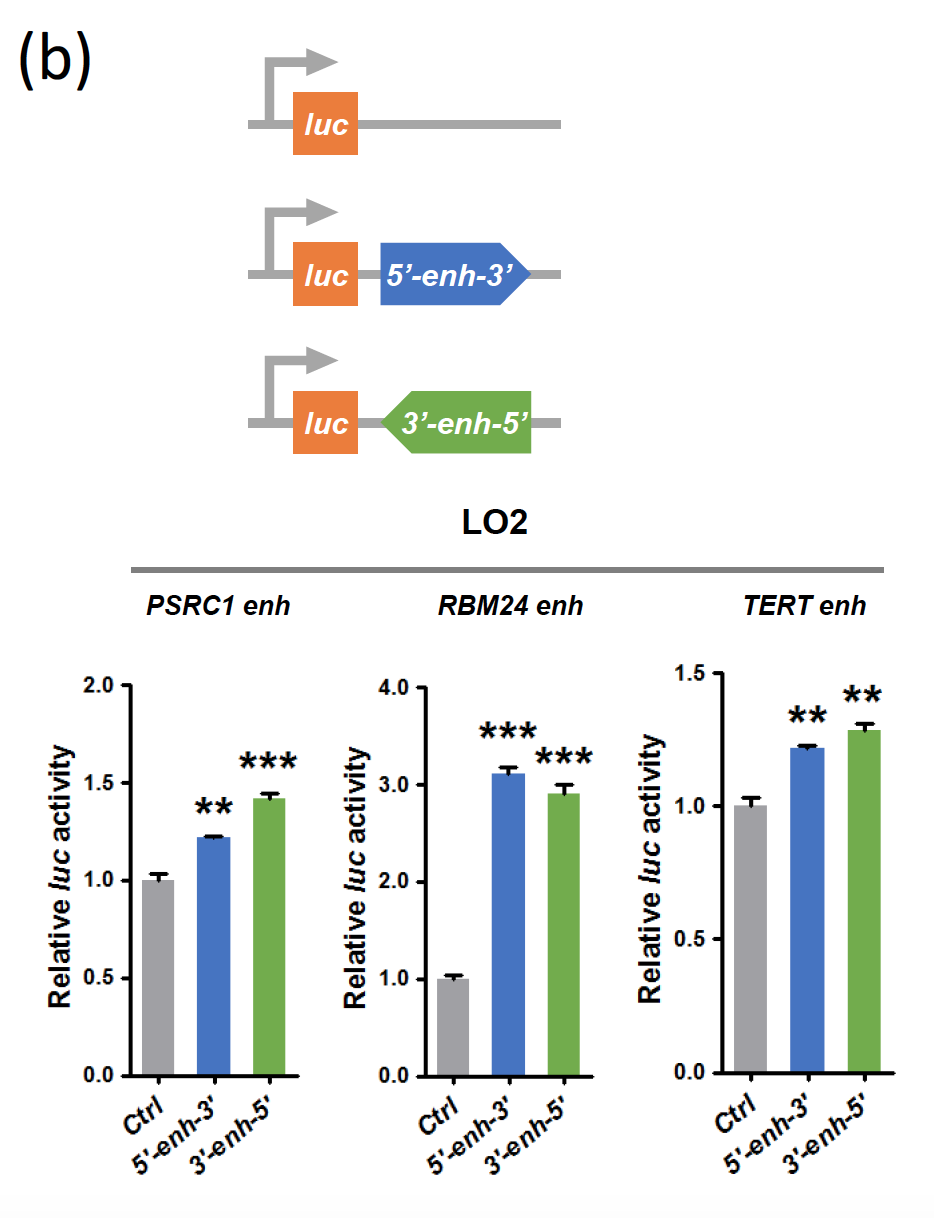 (b)
luc
luc 5’-enh-3’
luc 3’-enh-5’
LO2
PSRC1 enh
RBM24 enh
TERT enh
Relative luc activity
2.0
1.5
1.0
0.5
0.0
**
***
Ctrl
5'-enh-3'
3'-enh-5'
Relative luc activity
4.0
3.0
2.0
1.0
0.0
***
***
Ctrl
5'-enh-3'
3'-enh-5'
Relative luc activity
1.5
1.0
0.5
0.0
**
**
Ctrl
5'-enh-3'
3'-enh-5'